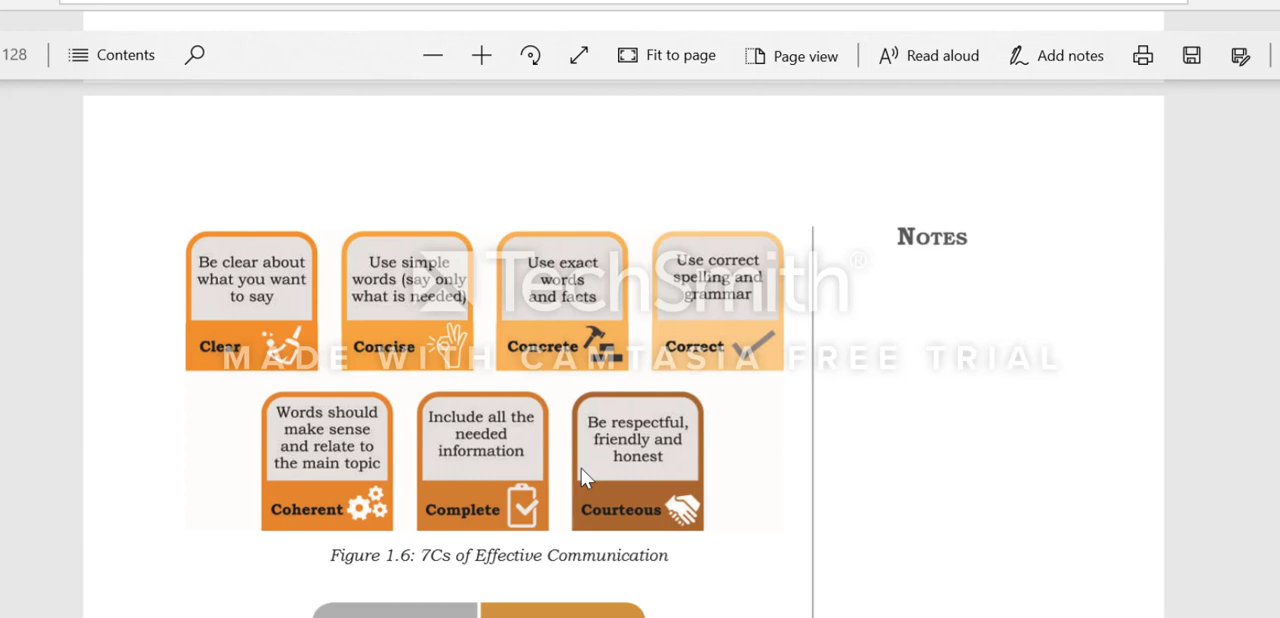 128
Contents
Fit to page
Page view
Read aloud
Add notes
NOTES
Be clear about
what you want
to say
Clear
Use simple
words (say only
what is needed)
Concise
Use exact
words
and facts
Concrete
Use correct
spelling and
grammar
Correct
TechSmith®
MADE WITH CAMTASIA FREE TRIAL
Words should
make sense
and relate to
the main topic
Coherent
Include all the
needed
information
Complete
Be respectful,
friendly and
honest
Courteous
Figure 1.6: 7Cs of Effective Communication